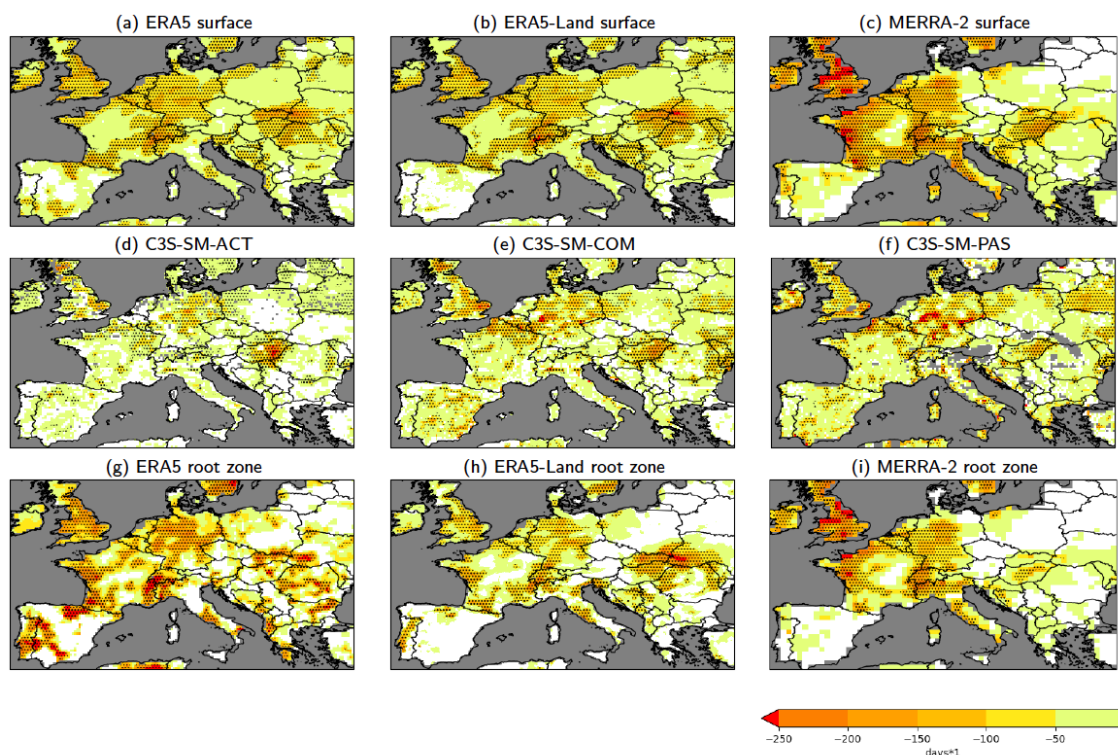 (a) ERA5 surface
(b) ERA5-Land surface
(c) MERRA-2 surface
(d) C3S-SM-ACT
(e) C3S-SM-COM
(f) C3S-SM-PAS
(g) ERA5 root zone
(h) ERA5-Land root zone
(i) MERRA-2 root zone
−250 −200 −150 −100 −50
days*1